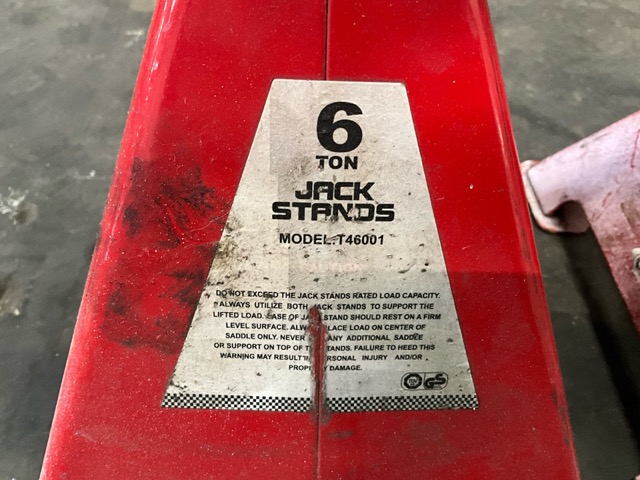 6
TON
JACK
STANDS
MODEL:T46001
DO NOT EXCEED THE JACK STANDS RATED LOAD CAPACITY.
ALWAYS UTILIZE BOTH JACK STANDS TO SUPPORT THE
LIFTED LOAD. STAND SHOULD REST ON A FIRM
LEVEL SURFACE. LOAD ON CENTER OF
SADDLE ONLY. NEVER ANY ADDITIONAL SADDLE
OR SUPPORT ON TOP OF STANDS. FAILURE TO HEED THIS
WARNING MAY RESULT IN PERSONAL INJURY AND/OR
DAMAGE.
GS